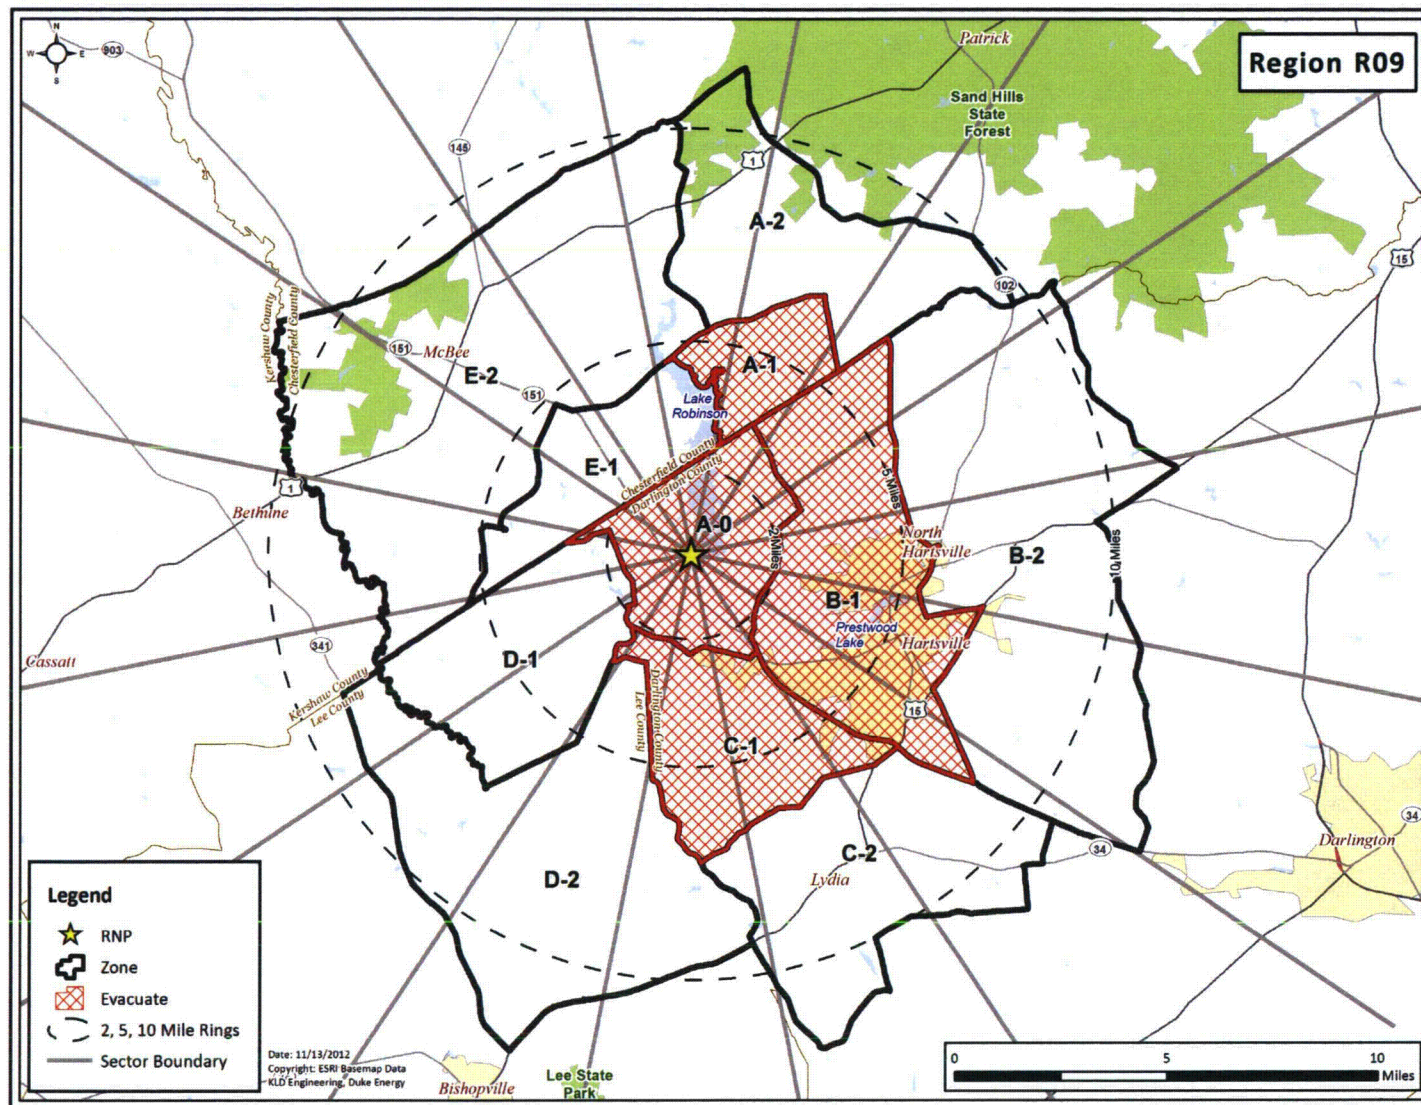 N
W
E
S
903
Patrick
Region R09
Sand Hills
State
Forest
145
1
A-2
15
102
Kershaw County
Chesterfield County
151
McBee
E-2
151
A-1
Lake
Robinson
5 Miles
E-1
Chesterfield County
Darlington County
1
Bethune
A-0
2 Miles
North
Hartsville
B-2
10 Miles
B-1
Prestwood
Lake
Hartsville
341
Cassatt
D-1
Kershaw County
Lee County
Darlington County
Lee County
15
C-1
34
Darlington
34
C-2
Lydia
D-2
Legend
RNP
Zone
Evacuate
2, 5, 10 Mile Rings
Sector Boundary
Date: 11/13/2012
Copyright: ESRI Basemap Data
KLD Engineering, Duke Energy
Bishopville
Lee State
Park
0 5 10
Miles